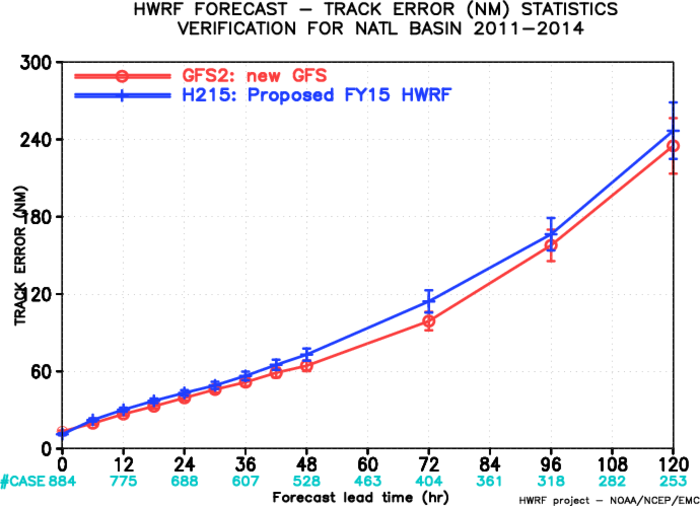 HWRF FORECAST – TRACK ERROR (NM) STATISTICS
VERIFICATION FOR NATL BASIN 2011–2014
GFS2: new GFS
H215: Proposed FY15 HWRF
TRACK ERROR (NM)
300
240
180
120
60
0
0 12 24 36 48 60 72 84 96 108 120
#CASE 884 775 688 607 528 463 404 361 318 282 253
Forecast lead time (hr)
HWRF project – NOAA/NCEP/EMC